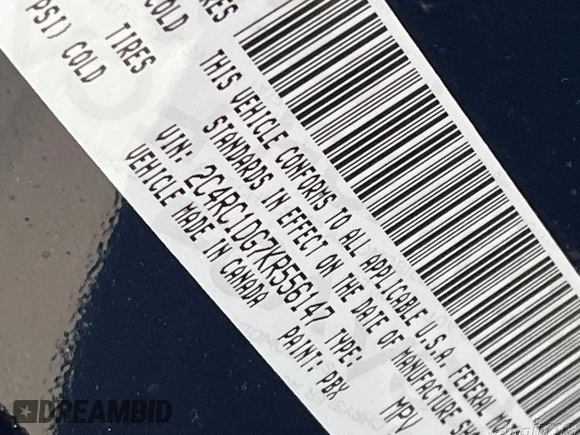 COLD TIRES
PSI) COLD TIRES
THIS VEHICLE CONFORMS TO ALL APPLICABLE U.S.A. FEDERAL
STANDARDS IN EFFECT ON THE DATE OF MANUFACTURE
VIN: 2C4RC1DG7KR556147 TYPE: MPV
VEHICLE MADE IN CANADA PAINT: PBX
DREAMBID